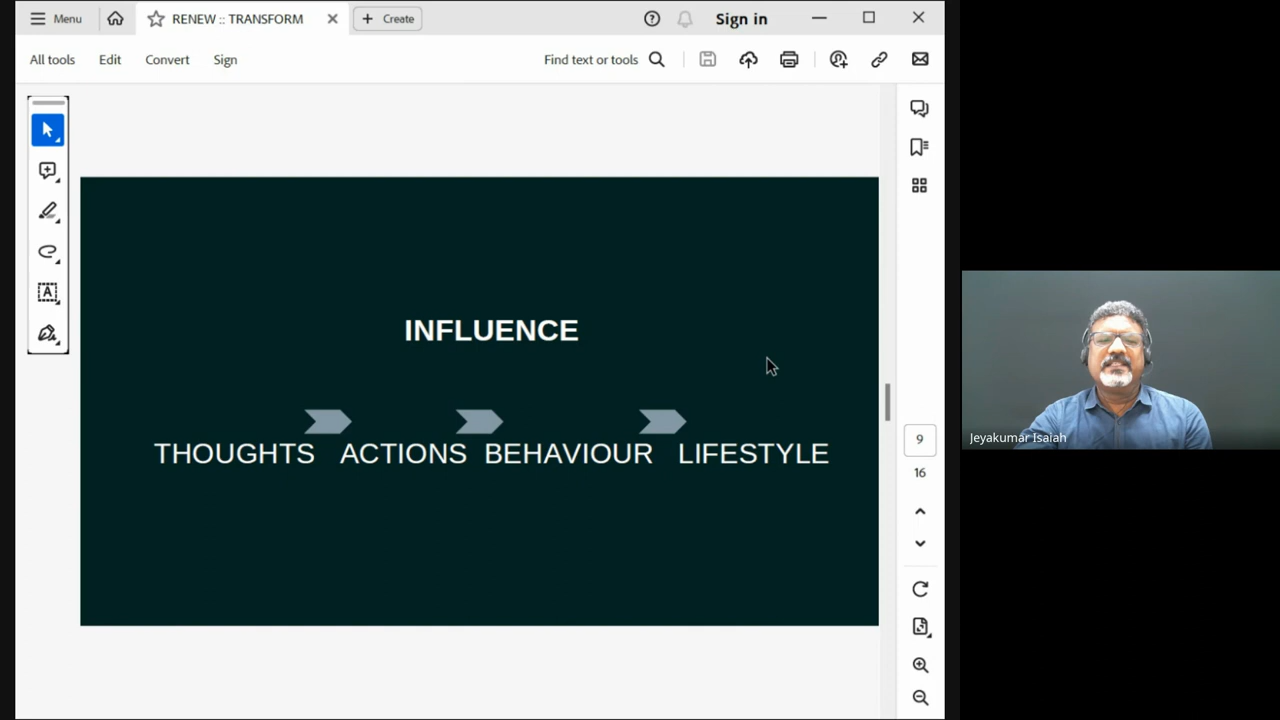 Menu
RENEW :: TRANSFORM
Create
Sign in
All tools
Edit
Convert
Sign
Find text or tools
INFLUENCE
THOUGHTS ACTIONS BEHAVIOUR LIFESTYLE
9
16
Jeyakumar Isaiah